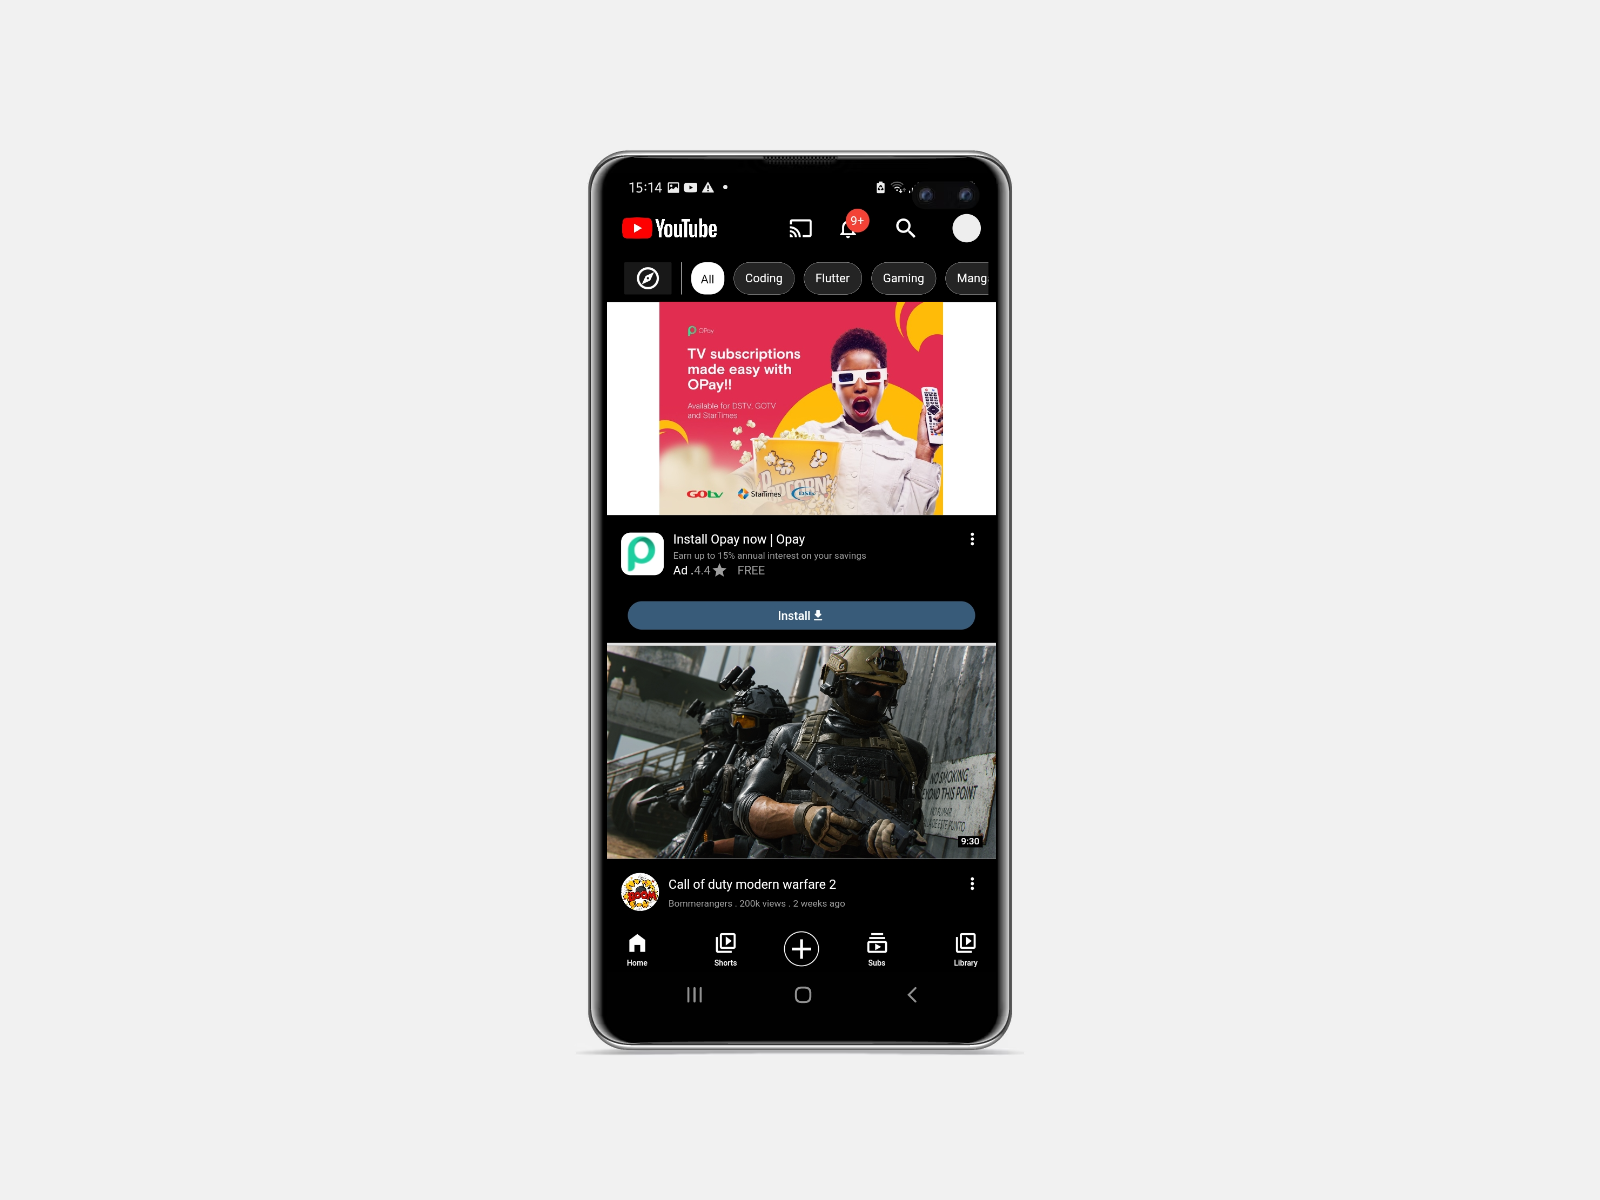 15:14
YouTube
9+
All
Coding
Flutter
Gaming
Mang
OPay
TV subscriptions
made easy with
OPay!!
Available for DSTV, GOTV
and StarTimes
POPCORN
GOtv
StarTimes
Install Opay now | Opay
Earn up to 15% annual interest on your savings
Ad .4.4 FREE
Install
NO SMOKING
BEYOND THIS POINT
9:30
BOOM
Call of duty modern warfare 2
Bommerangers . 200k views . 2 weeks ago
Home
Shorts
Subs
Library